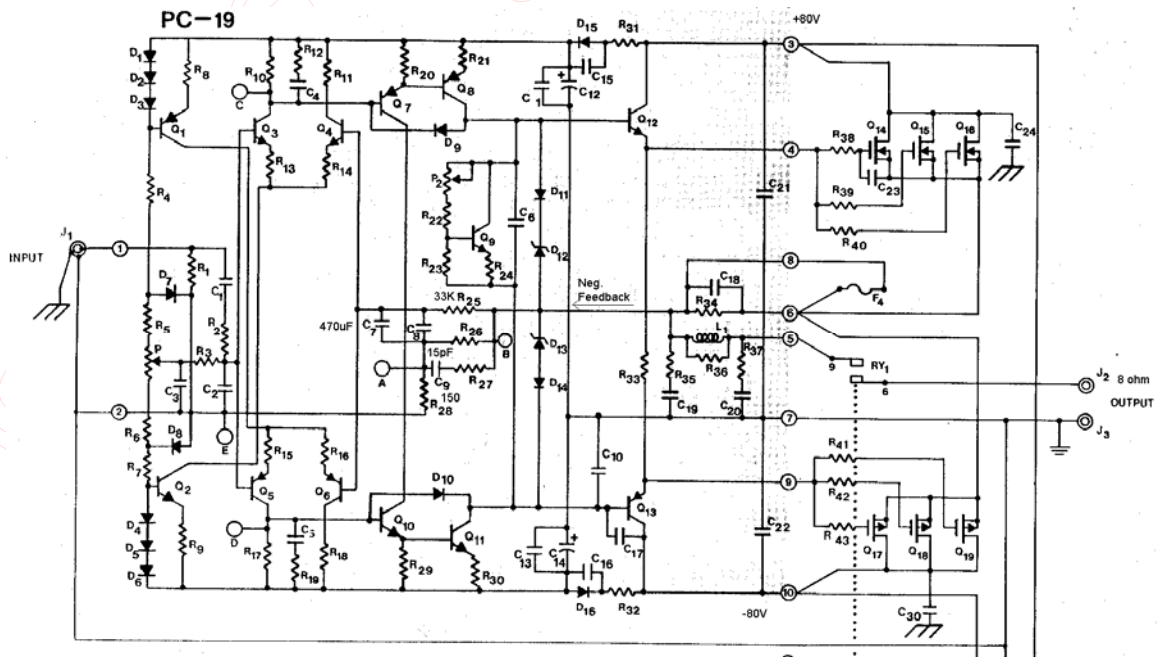 PC-19
+80V
D15 R31
D1 D2 D3
R8 R10 R12 R11 R20 R21
C C4
C1 C12 C15
Q1 Q3 Q4 Q7 Q8 D9 Q12
3
R13 R14
R4
P2 R22 R23 Q9 R24
C6
D11 D12
4
R38 Q14 Q15 Q16 C24
C23
C21
R39
R40
J1
INPUT
1
D7 R1 C1
8
C18 F4
Neg.
Feedback
33K R25
R34
6
R5 P R2 R3
470uF C7 C8 R26 B
L1 5
15pF
A C9 R27
150
R28
D13 D14
R33 R35 R36 R37
RY1
9
6
J2 8 ohm
OUTPUT
J3
C3 C2
2
C19 C20
7
R6 D8 E
R7
R15 R16
C10
R41
R42
R43
9
Q2 Q5 Q6
D10
Q10 Q11 Q13
D
C5
D4 D5 D6
R9 R17 R19 R18
R29 R30
C13 C14 C16 C17
C22
Q17 Q18 Q19
D16 R32
-80V
10
C30